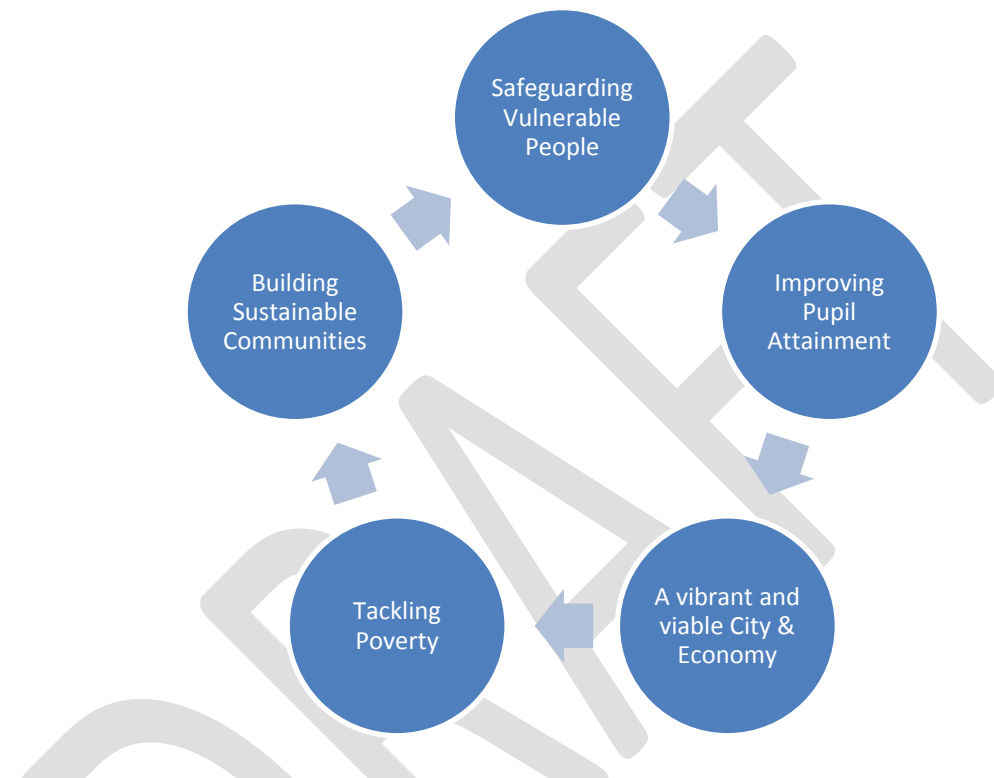 Safeguarding
Vulnerable
People
Improving
Pupil
Attainment
A vibrant and
viable City &
Economy
Tackling
Poverty
Building
Sustainable
Communities
DRAFT